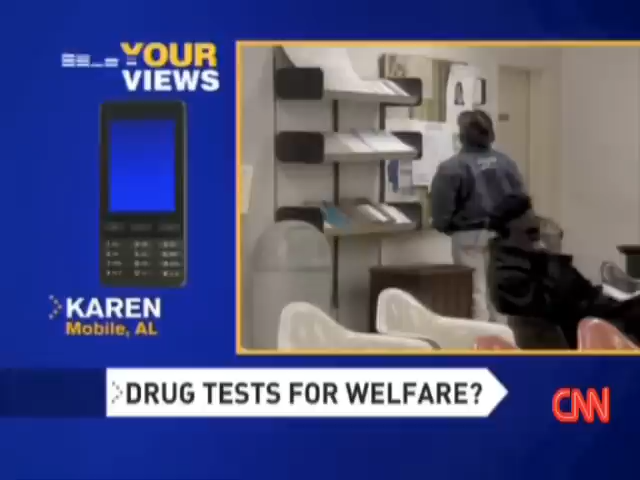 YOUR
VIEWS
KAREN
Mobile, AL
DRUG TESTS FOR WELFARE?
CNN